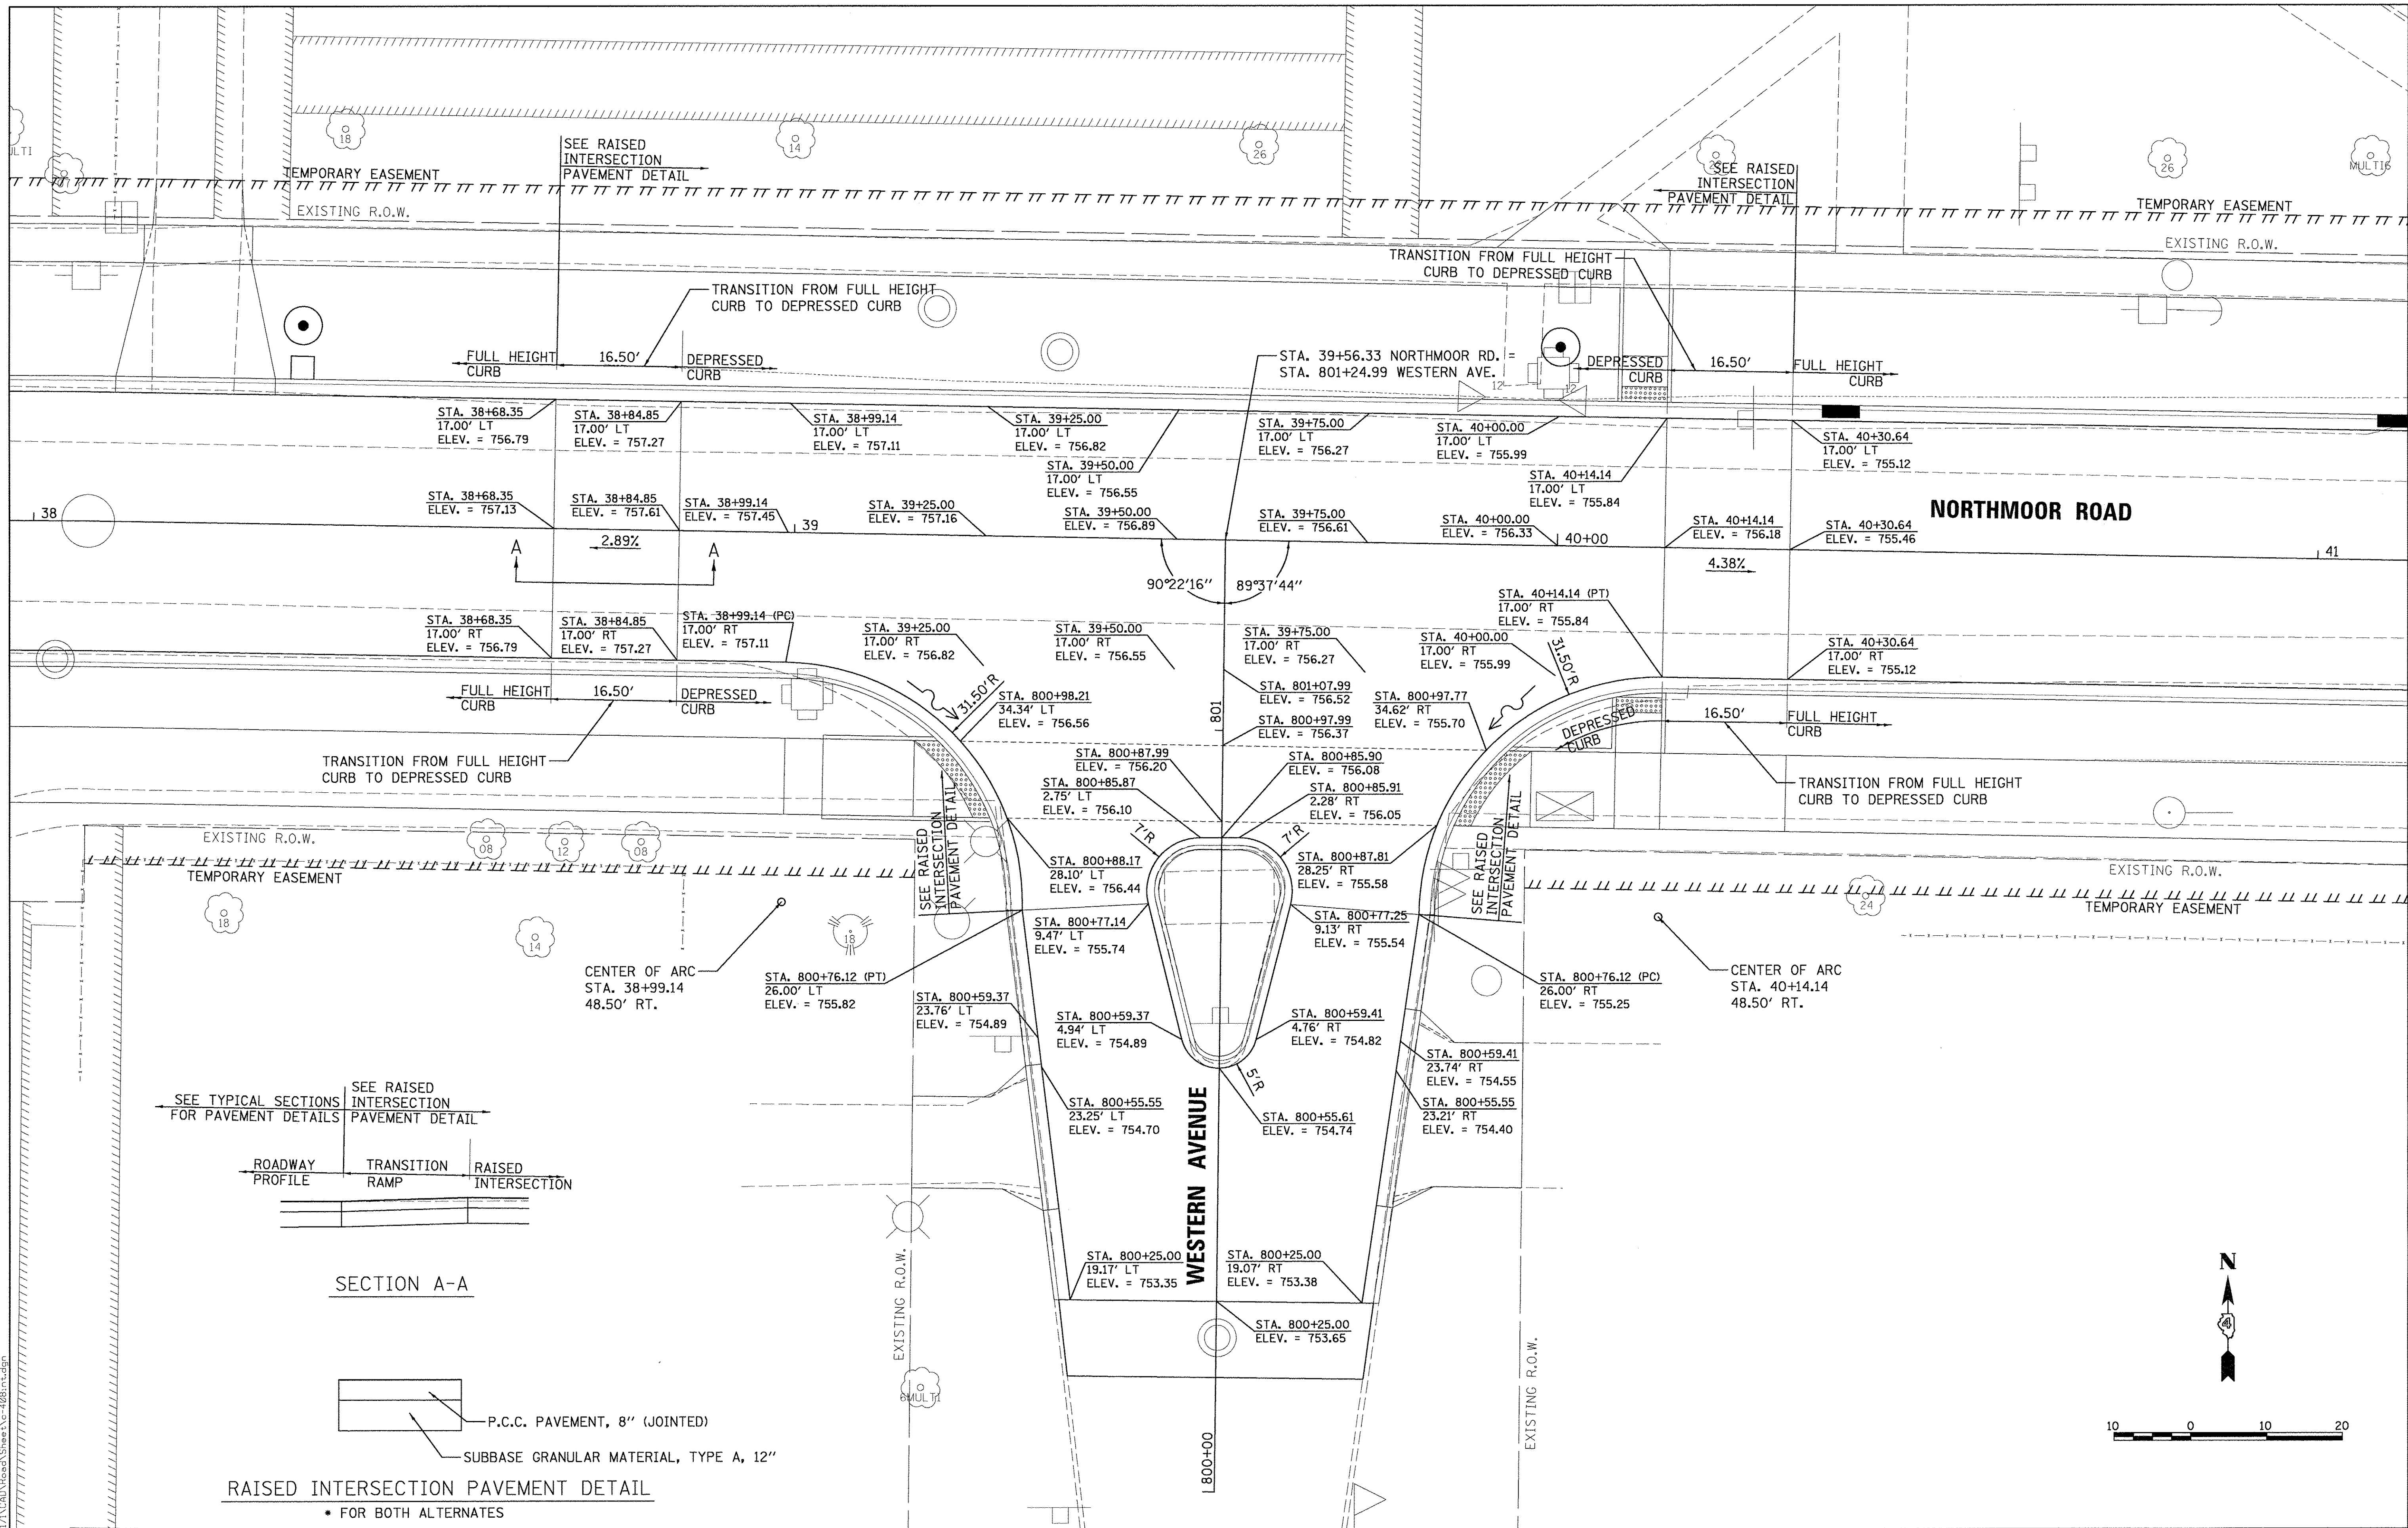 18
14
26
26
MULTI6
SEE RAISED
INTERSECTION
PAVEMENT DETAIL
SEE RAISED
INTERSECTION
PAVEMENT DETAIL
TEMPORARY EASEMENT
TEMPORARY EASEMENT
EXISTING R.O.W.
EXISTING R.O.W.
TRANSITION FROM FULL HEIGHT
CURB TO DEPRESSED CURB
TRANSITION FROM FULL HEIGHT
CURB TO DEPRESSED CURB
FULL HEIGHT
CURB
16.50'
DEPRESSED
CURB
STA. 39+56.33 NORTHMOOR RD. =
STA. 801+24.99 WESTERN AVE.
12
12
DEPRESSED
CURB
16.50'
FULL HEIGHT
CURB
STA. 38+68.35
17.00' LT
ELEV. = 756.79
STA. 38+84.85
17.00' LT
ELEV. = 757.27
STA. 38+99.14
17.00' LT
ELEV. = 757.11
STA. 39+25.00
17.00' LT
ELEV. = 756.82
STA. 39+50.00
17.00' LT
ELEV. = 756.55
STA. 39+75.00
17.00' LT
ELEV. = 756.27
STA. 40+00.00
17.00' LT
ELEV. = 755.99
STA. 40+14.14
17.00' LT
ELEV. = 755.84
STA. 40+30.64
17.00' LT
ELEV. = 755.12
NORTHMOOR ROAD
38
STA. 38+68.35
ELEV. = 757.13
STA. 38+84.85
ELEV. = 757.61
STA. 38+99.14
ELEV. = 757.45
39
STA. 39+25.00
ELEV. = 757.16
STA. 39+50.00
ELEV. = 756.89
STA. 39+75.00
ELEV. = 756.61
STA. 40+00.00
ELEV. = 756.33
40+00
STA. 40+14.14
ELEV. = 756.18
STA. 40+30.64
ELEV. = 755.46
41
2.89%
A
A
4.38%
90°22'16"
89°37'44"
STA. 38+68.35
17.00' RT
ELEV. = 756.79
STA. 38+84.85
17.00' RT
ELEV. = 757.27
STA. 38+99.14 (PC)
17.00' RT
ELEV. = 757.11
STA. 39+25.00
17.00' RT
ELEV. = 756.82
STA. 39+50.00
17.00' RT
ELEV. = 756.55
STA. 39+75.00
17.00' RT
ELEV. = 756.27
STA. 40+00.00
17.00' RT
ELEV. = 755.99
STA. 40+14.14 (PT)
17.00' RT
ELEV. = 755.84
STA. 40+30.64
17.00' RT
ELEV. = 755.12
FULL HEIGHT
CURB
16.50'
DEPRESSED
CURB
31.50'R
STA. 800+98.21
34.34' LT
ELEV. = 756.56
801
STA. 801+07.99
ELEV. = 756.52
STA. 800+97.99
ELEV. = 756.37
STA. 800+97.77
34.62' RT
ELEV. = 755.70
31.50'R
DEPRESSED
CURB
16.50'
FULL HEIGHT
CURB
TRANSITION FROM FULL HEIGHT
CURB TO DEPRESSED CURB
TRANSITION FROM FULL HEIGHT
CURB TO DEPRESSED CURB
STA. 800+87.99
ELEV. = 756.20
STA. 800+85.87
2.75' LT
ELEV. = 756.10
STA. 800+85.90
ELEV. = 756.08
STA. 800+85.91
2.28' RT
ELEV. = 756.05
7'R
7'R
SEE RAISED
INTERSECTION
PAVEMENT DETAIL
SEE RAISED
INTERSECTION
PAVEMENT DETAIL
EXISTING R.O.W.
08
12
08
TEMPORARY EASEMENT
18
14
18
STA. 800+88.17
28.10' LT
ELEV. = 756.44
STA. 800+87.81
28.25' RT
ELEV. = 755.58
EXISTING R.O.W.
24
TEMPORARY EASEMENT
STA. 800+77.14
9.47' LT
ELEV. = 755.74
STA. 800+77.25
9.13' RT
ELEV. = 755.54
CENTER OF ARC
STA. 38+99.14
48.50' RT.
STA. 800+76.12 (PT)
26.00' LT
ELEV. = 755.82
STA. 800+76.12 (PC)
26.00' RT
ELEV. = 755.25
CENTER OF ARC
STA. 40+14.14
48.50' RT.
STA. 800+59.37
23.76' LT
ELEV. = 754.89
STA. 800+59.37
4.94' LT
ELEV. = 754.89
STA. 800+59.41
4.76' RT
ELEV. = 754.82
STA. 800+59.41
23.74' RT
ELEV. = 754.55
5'R
STA. 800+55.55
23.25' LT
ELEV. = 754.70
STA. 800+55.61
ELEV. = 754.74
STA. 800+55.55
23.21' RT
ELEV. = 754.40
WESTERN AVENUE
SEE TYPICAL SECTIONS
FOR PAVEMENT DETAILS
SEE RAISED
INTERSECTION
PAVEMENT DETAIL
ROADWAY
PROFILE
TRANSITION
RAMP
RAISED
INTERSECTION
SECTION A-A
STA. 800+25.00
19.17' LT
ELEV. = 753.35
STA. 800+25.00
19.07' RT
ELEV. = 753.38
STA. 800+25.00
ELEV. = 753.65
EXISTING R.O.W.
EXISTING R.O.W.
800+00
N
10 0 10 20
P.C.C. PAVEMENT, 8" (JOINTED)
SUBBASE GRANULAR MATERIAL, TYPE A, 12"
RAISED INTERSECTION PAVEMENT DETAIL
* FOR BOTH ALTERNATES